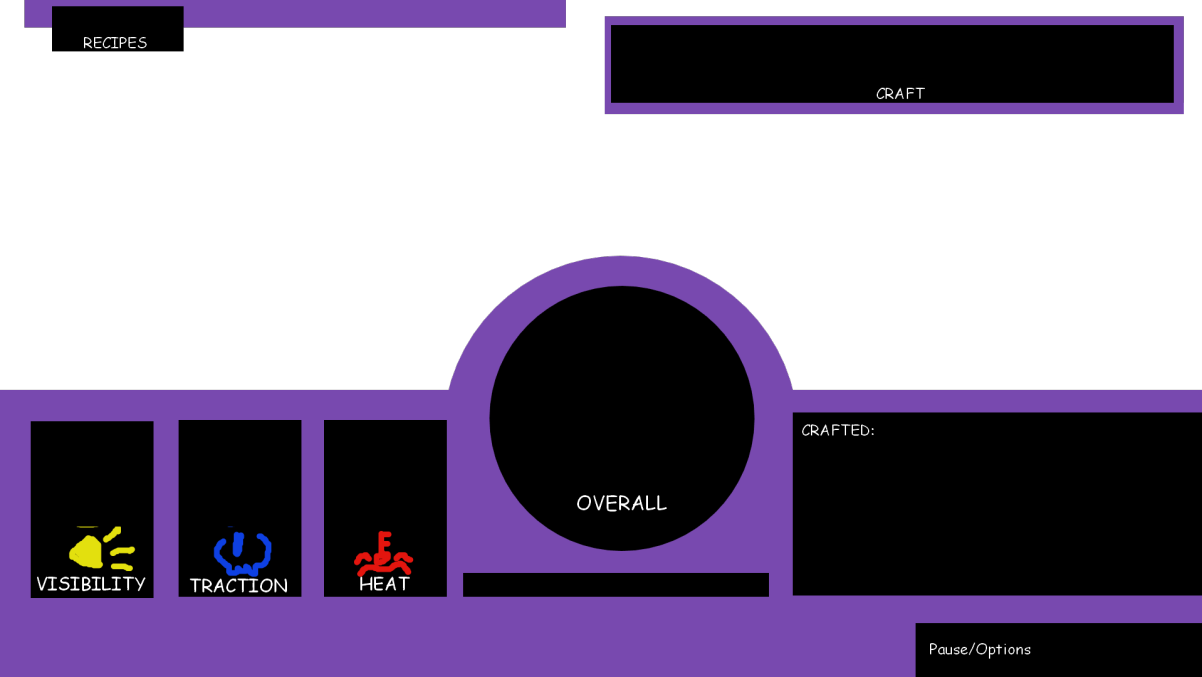 RECIPES
CRAFT
OVERALL
CRAFTED:
VISIBILITY
TRACTION
HEAT
Pause/Options